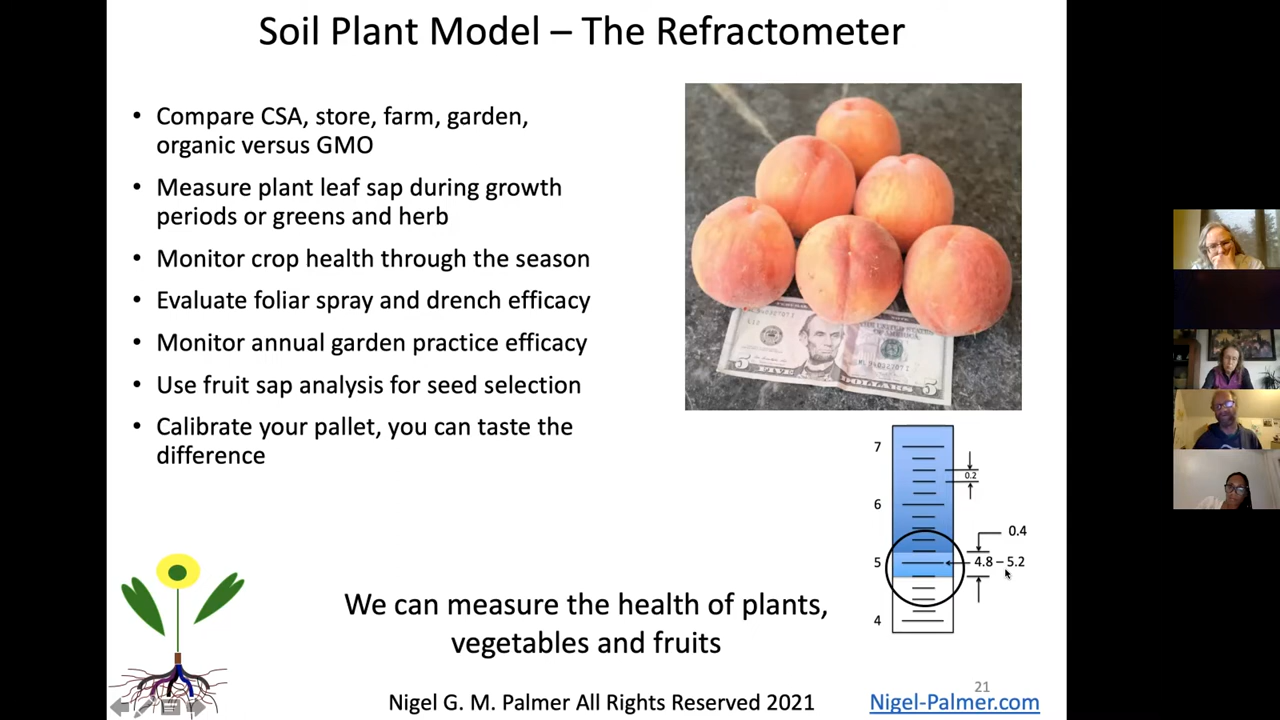 Soil Plant Model – The Refractometer
• Compare CSA, store, farm, garden,
organic versus GMO
• Measure plant leaf sap during growth
periods or greens and herb
• Monitor crop health through the season
• Evaluate foliar spray and drench efficacy
• Monitor annual garden practice efficacy
• Use fruit sap analysis for seed selection
• Calibrate your pallet, you can taste the
difference
5
FIVE
DOLLARS
5
7
0.2
6
0.4
5
4.8 – 5.2
4
We can measure the health of plants,
vegetables and fruits
21
Nigel G. M. Palmer All Rights Reserved 2021
Nigel-Palmer.com